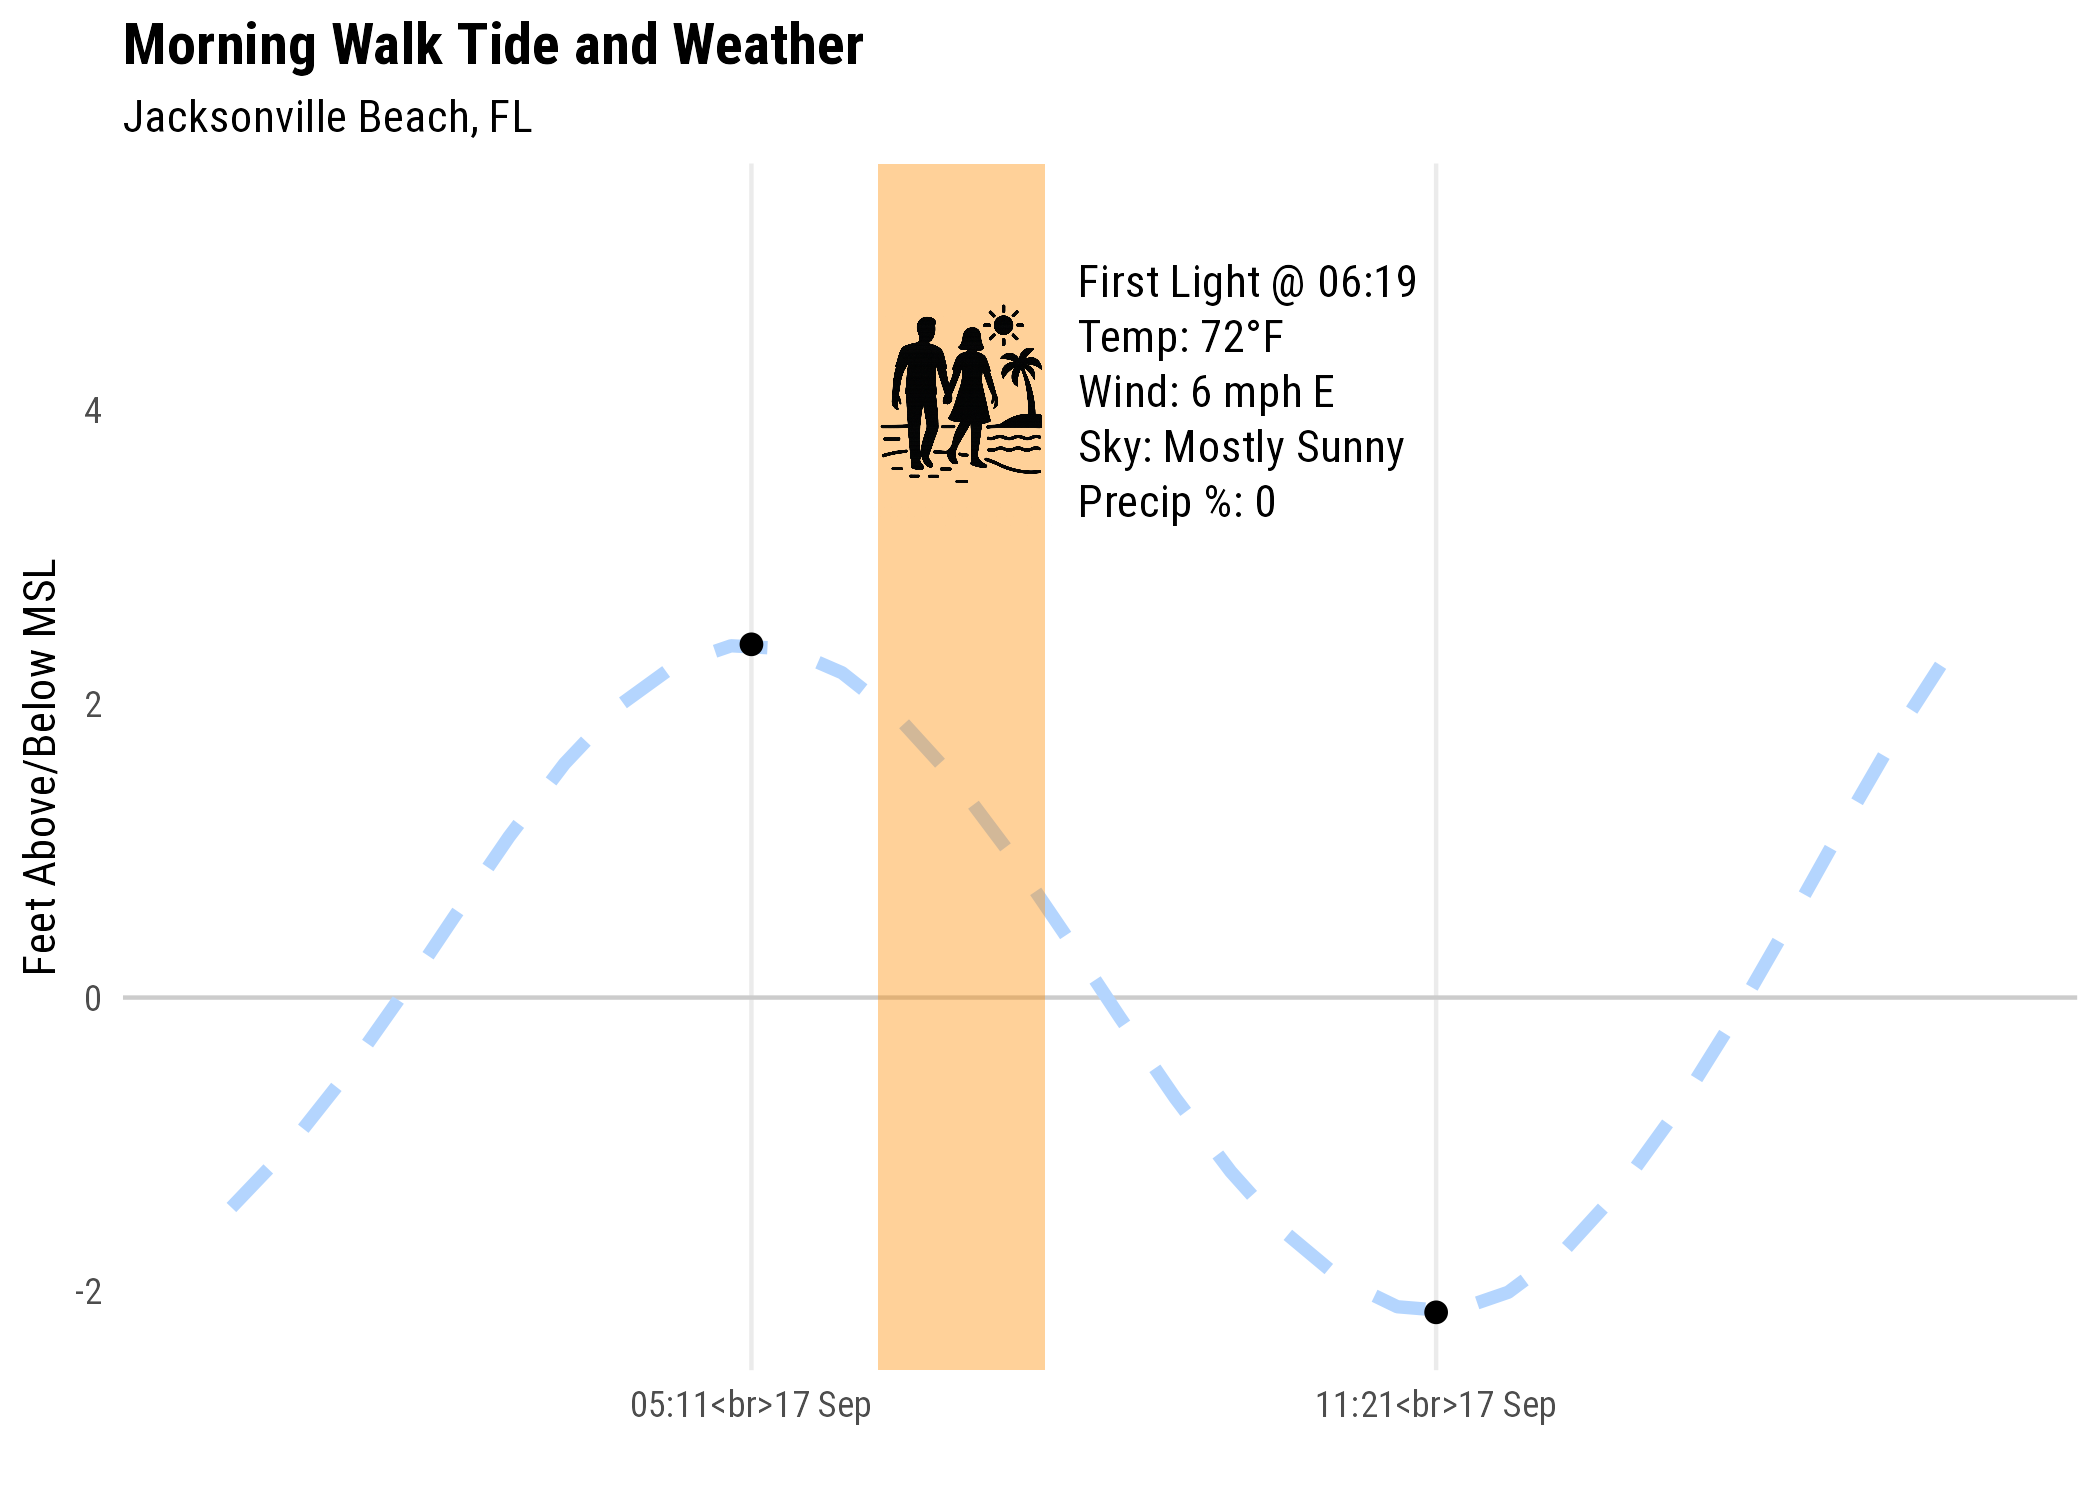 Morning Walk Tide and Weather
Jacksonville Beach, FL
First Light @ 06:19
Temp: 72°F
Wind: 6 mph E
Sky: Mostly Sunny
Precip %: 0
Feet Above/Below MSL
4
2
0
-2
05:11<br>17 Sep
11:21<br>17 Sep